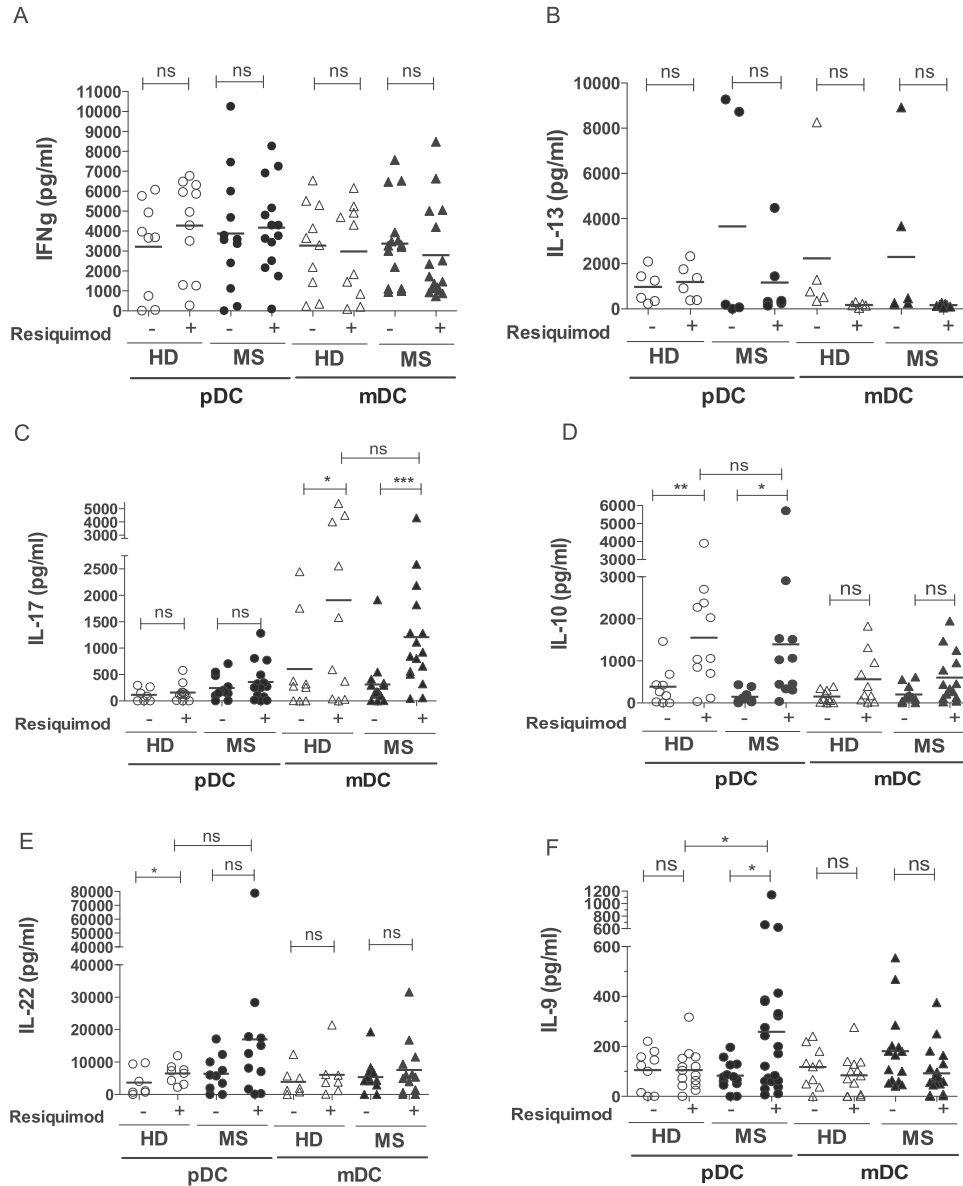 A
ns ns ns ns
IFNg (pg/ml)
11000
10000
9000
8000
7000
6000
5000
4000
3000
2000
1000
0
Resiquimod - + - + - + - +
HD MS HD MS
pDC mDC
B
ns ns ns ns
IL-13 (pg/ml)
10000
8000
6000
4000
2000
0
Resiquimod - + - + - + - +
HD MS HD MS
pDC mDC
C
ns
* ***
ns ns
IL-17 (pg/ml)
5000
4000
3000
2500
2000
1500
1000
500
0
Resiquimod - + - + - + - +
HD MS HD MS
pDC mDC
D
ns
** *
ns ns
IL-10 (pg/ml)
6000
5000
4000
3000
3000
2000
1000
0
Resiquimod - + - + - + - +
HD MS HD MS
pDC mDC
E
ns
* ns
ns ns
IL-22 (pg/ml)
80000
70000
60000
50000
40000
40000
30000
20000
10000
0
Resiquimod - + - + - + - +
HD MS HD MS
pDC mDC
F
*
ns * ns ns
IL-9 (pg/ml)
1200
1000
800
600
600
400
200
0
Resiquimod - + - + - + - +
HD MS HD MS
pDC mDC